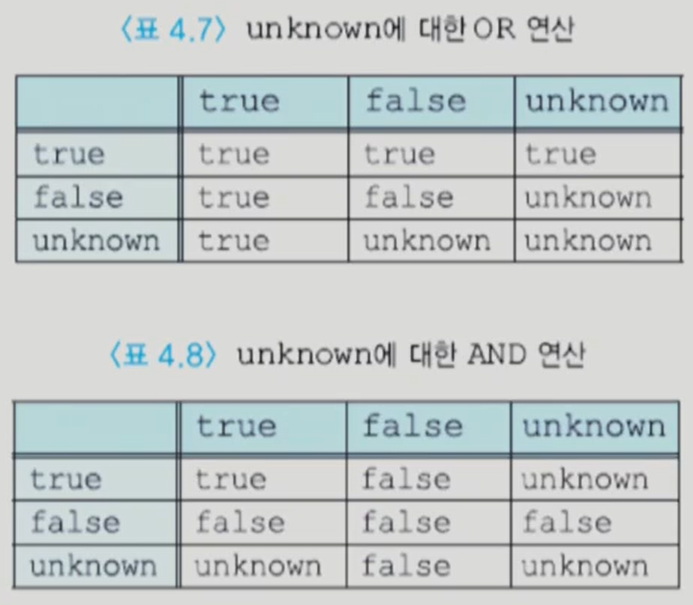 〈표 4.7〉 unknown에 대한 OR 연산
true false unknown
true true true true
false true false unknown
unknown true unknown unknown
〈표 4.8〉 unknown에 대한 AND 연산
true false unknown
true true false unknown
false false false false
unknown unknown false unknown